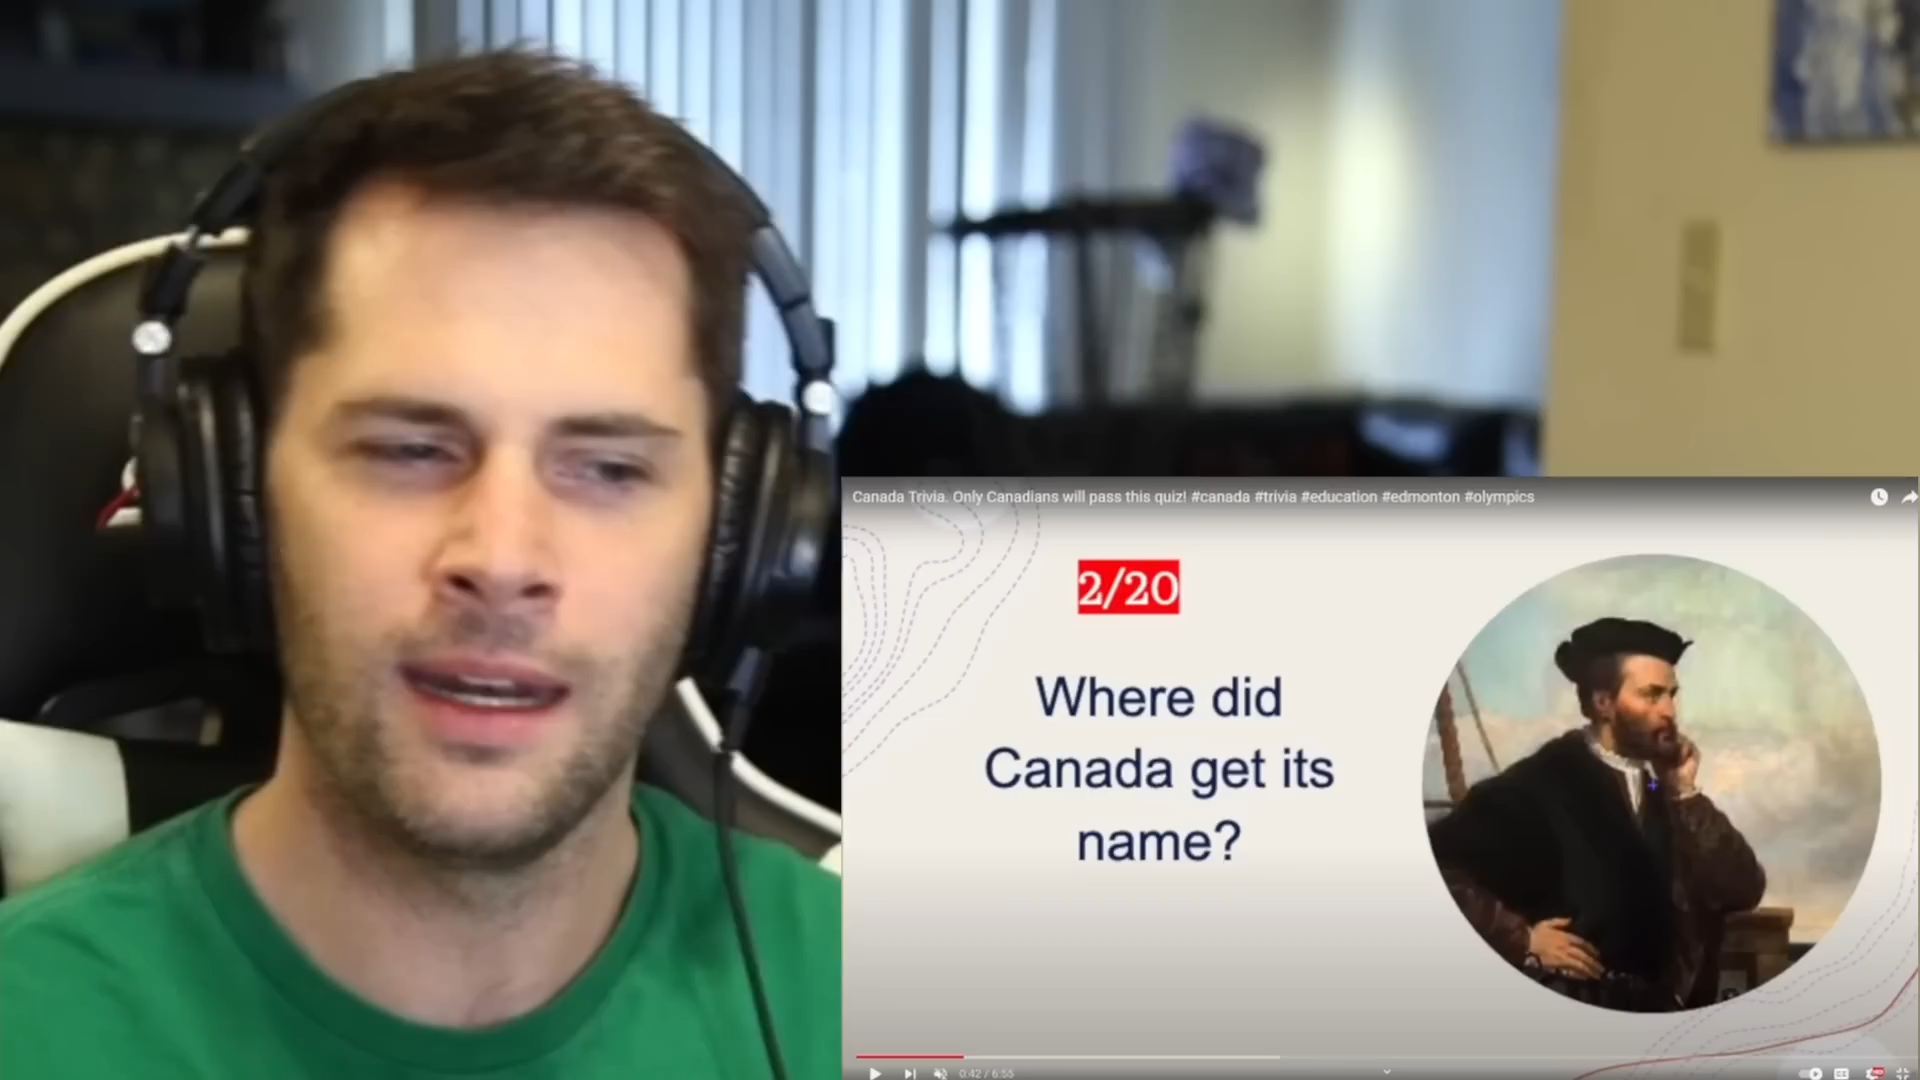 Canada Trivia. Only Canadians will pass this quiz! #canada #trivia #education #edmonton #olympics
2/20
Where did
Canada get its
name?
0:42 / 6:55